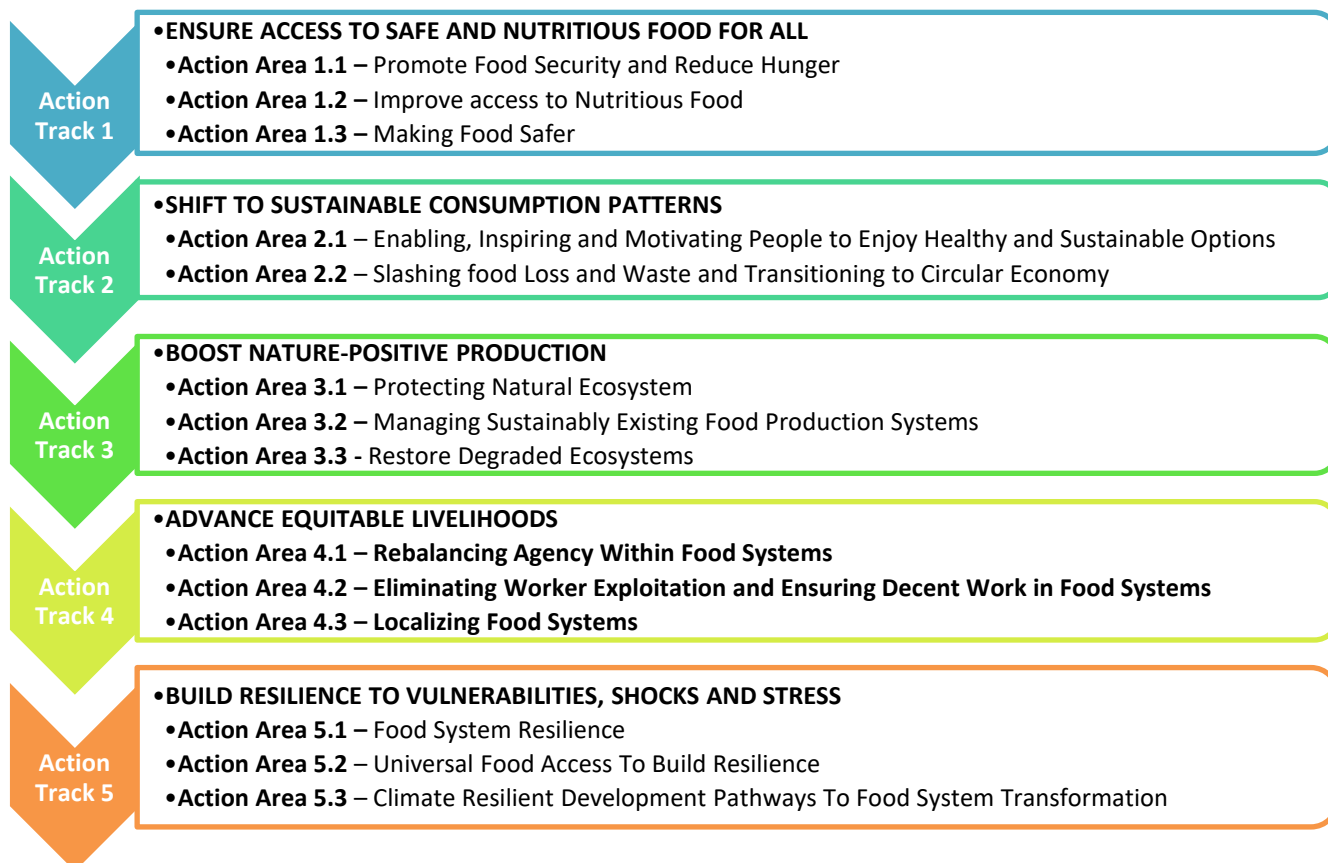 Action
Track 1
•ENSURE ACCESS TO SAFE AND NUTRITIOUS FOOD FOR ALL
•Action Area 1.1 – Promote Food Security and Reduce Hunger
•Action Area 1.2 – Improve access to Nutritious Food
•Action Area 1.3 – Making Food Safer
Action
Track 2
•SHIFT TO SUSTAINABLE CONSUMPTION PATTERNS
•Action Area 2.1 – Enabling, Inspiring and Motivating People to Enjoy Healthy and Sustainable Options
•Action Area 2.2 – Slashing food Loss and Waste and Transitioning to Circular Economy
Action
Track 3
•BOOST NATURE-POSITIVE PRODUCTION
•Action Area 3.1 – Protecting Natural Ecosystem
•Action Area 3.2 – Managing Sustainably Existing Food Production Systems
•Action Area 3.3 - Restore Degraded Ecosystems
Action
Track 4
•ADVANCE EQUITABLE LIVELIHOODS
•Action Area 4.1 – Rebalancing Agency Within Food Systems
•Action Area 4.2 – Eliminating Worker Exploitation and Ensuring Decent Work in Food Systems
•Action Area 4.3 – Localizing Food Systems
Action
Track 5
•BUILD RESILIENCE TO VULNERABILITIES, SHOCKS AND STRESS
•Action Area 5.1 – Food System Resilience
•Action Area 5.2 – Universal Food Access To Build Resilience
•Action Area 5.3 – Climate Resilient Development Pathways To Food System Transformation